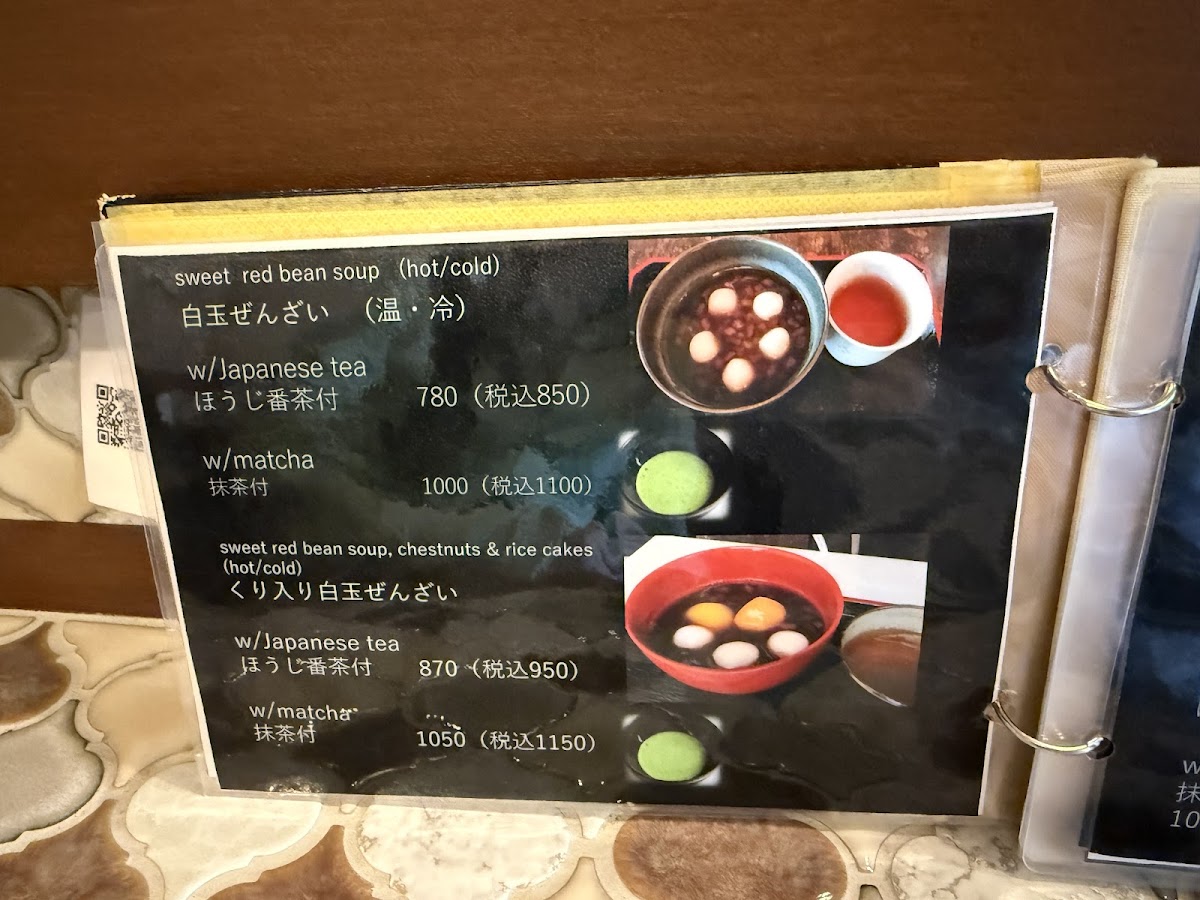 sweet red bean soup (hot/cold)
白玉ぜんざい （温・冷）
w/Japanese tea
ほうじ番茶付 780（税込850）
w/matcha
抹茶付 1000（税込1100）
sweet red bean soup, chestnuts & rice cakes
(hot/cold)
くり入り白玉ぜんざい
w/Japanese tea
ほうじ番茶付 870（税込950）
w/matcha
抹茶付 1050（税込1150）
w
抹
10